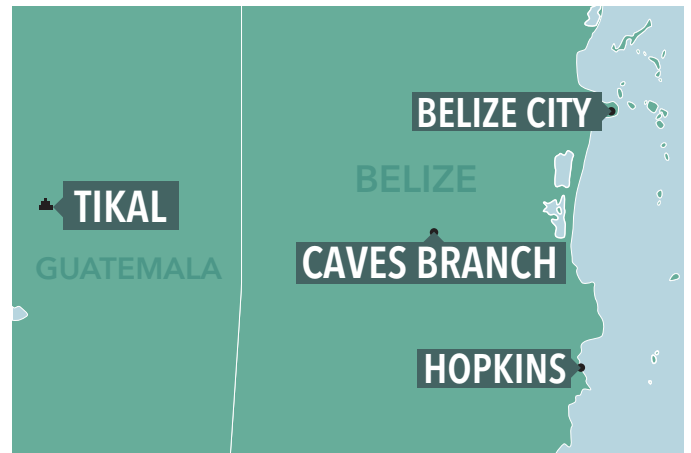 BELIZE CITY
BELIZE
TIKAL
CAVES BRANCH
GUATEMALA
HOPKINS